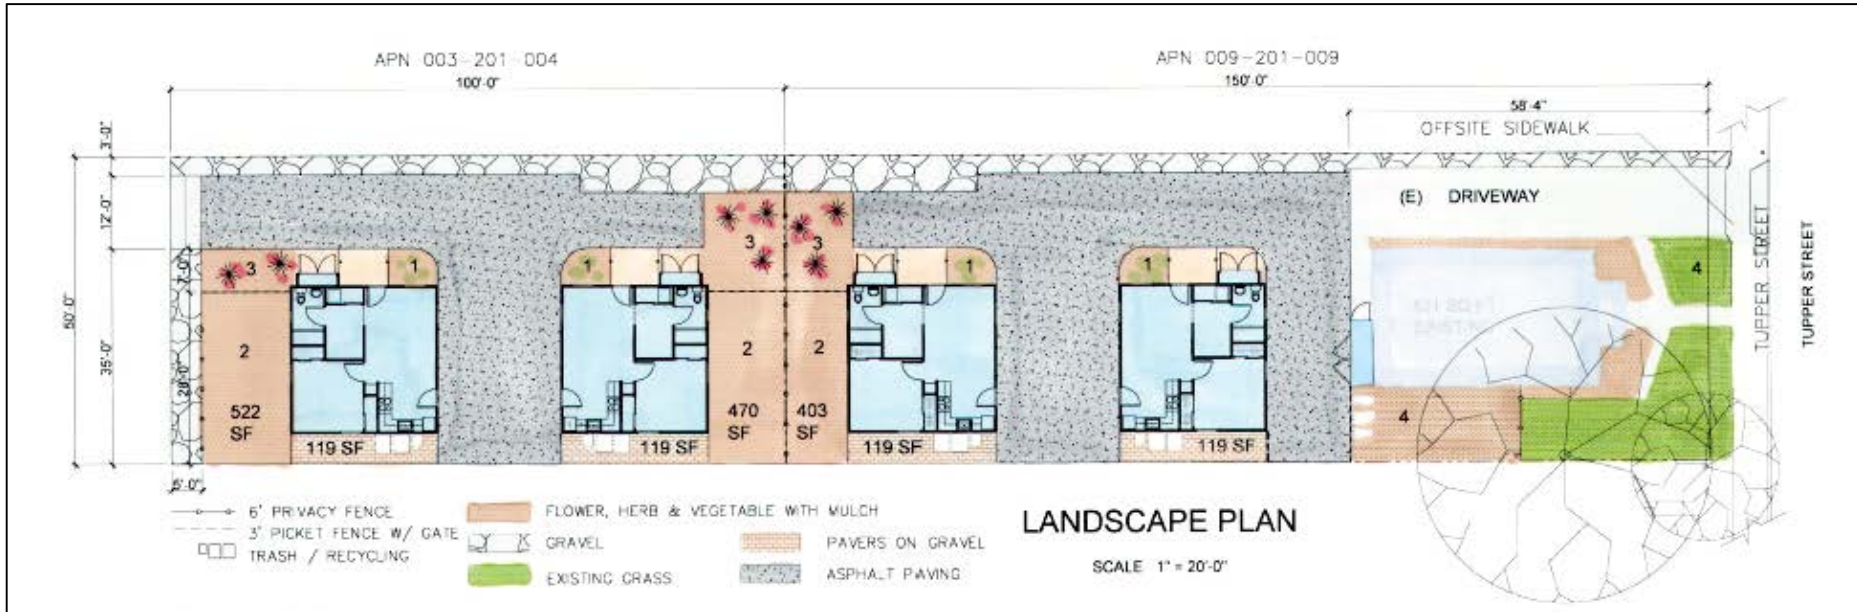 APN 003-201-004
APN 009-201-009
100'-0"
150'-0"
58'-4"
OFFSITE SIDEWALK
3'-0"
12'-0"
50'-0"
35'-0"
28'-0"
5'-0"
(E) DRIVEWAY
TUPPER STREET
TUPPER STREET
3
1
1
3
3
1
1
4
2
2
2
4
522
SF
470
SF
403
SF
119 SF
119 SF
119 SF
119 SF
6' PRIVACY FENCE
3' PICKET FENCE W/ GATE
TRASH / RECYCLING
FLOWER, HERB & VEGETABLE WITH MULCH
GRAVEL
EXISTING GRASS
PAVERS ON GRAVEL
ASPHALT PAVING
LANDSCAPE PLAN
SCALE 1" = 20'-0"